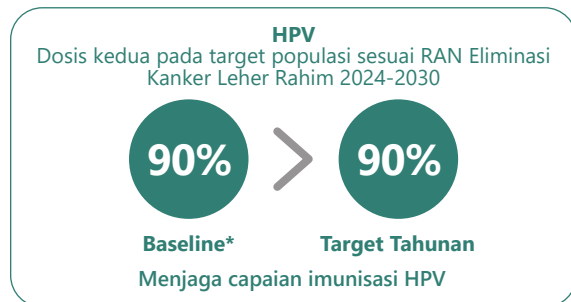 HPV
Dosis kedua pada target populasi sesuai RAN Eliminasi
Kanker Leher Rahim 2024-2030
90%
90%
Baseline*
Target Tahunan
Menjaga capaian imunisasi HPV